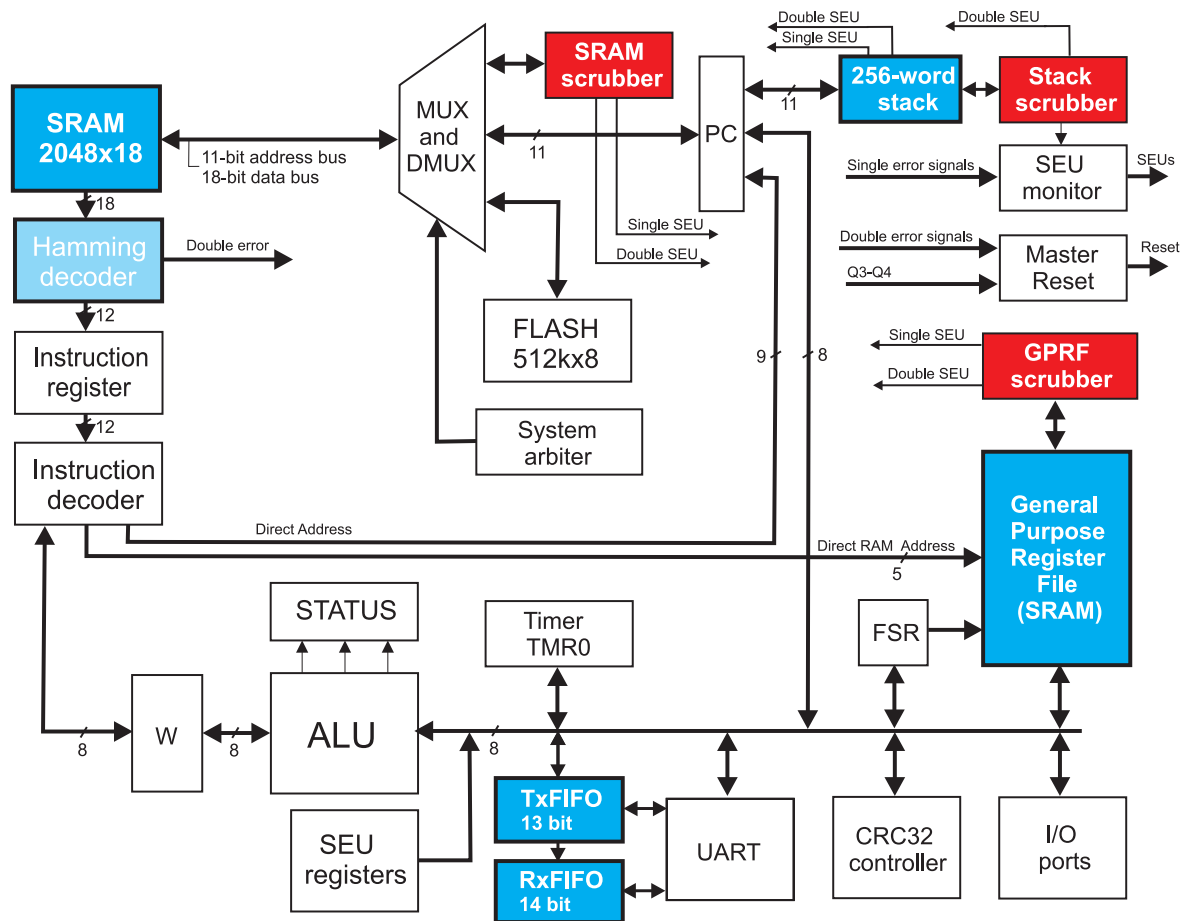 Double SEU
Single SEU
Double SEU
SRAM
scrubber
256-word
stack
Stack
scrubber
SRAM
2048x18
MUX
and
DMUX
PC
11
11
11-bit address bus
18-bit data bus
Single error signals
SEU
monitor
SEUs
18
Hamming
decoder
Double error
Single SEU
Double SEU
Double error signals
Q3-Q4
Master
Reset
Reset
12
Instruction
register
FLASH
512kx8
9
8
Single SEU
Double SEU
GPRF
scrubber
12
Instruction
decoder
System
arbiter
General
Purpose
Register
File
(SRAM)
Direct Address
Direct RAM Address
5
STATUS
Timer
TMR0
FSR
W
8
8
ALU
8
SEU
registers
TxFIFO
13 bit
RxFIFO
14 bit
UART
CRC32
controller
I/O
ports